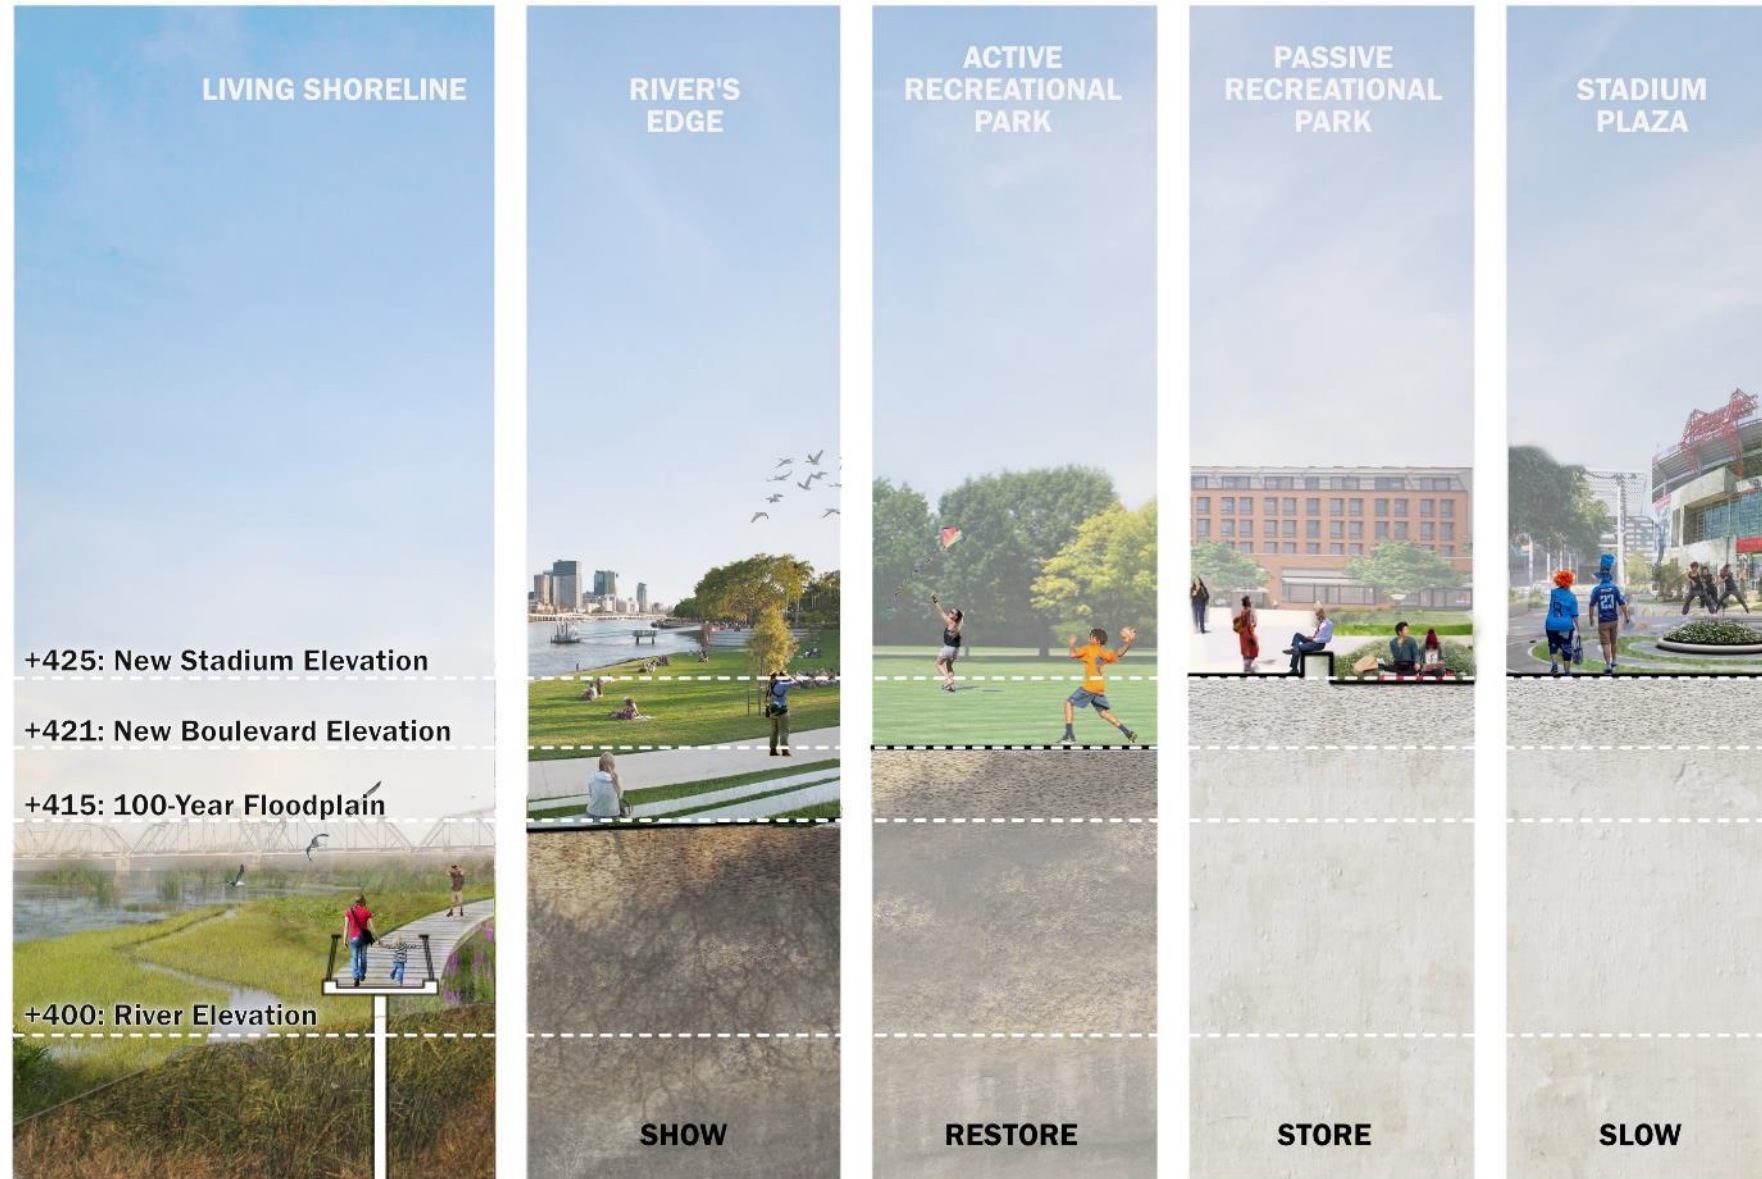 LIVING SHORELINE
+425: New Stadium Elevation
+421: New Boulevard Elevation
+415: 100-Year Floodplain
+400: River Elevation
RIVER'S
EDGE
SHOW
ACTIVE
RECREATIONAL
PARK
RESTORE
PASSIVE
RECREATIONAL
PARK
STORE
STADIUM
PLAZA
23
SLOW